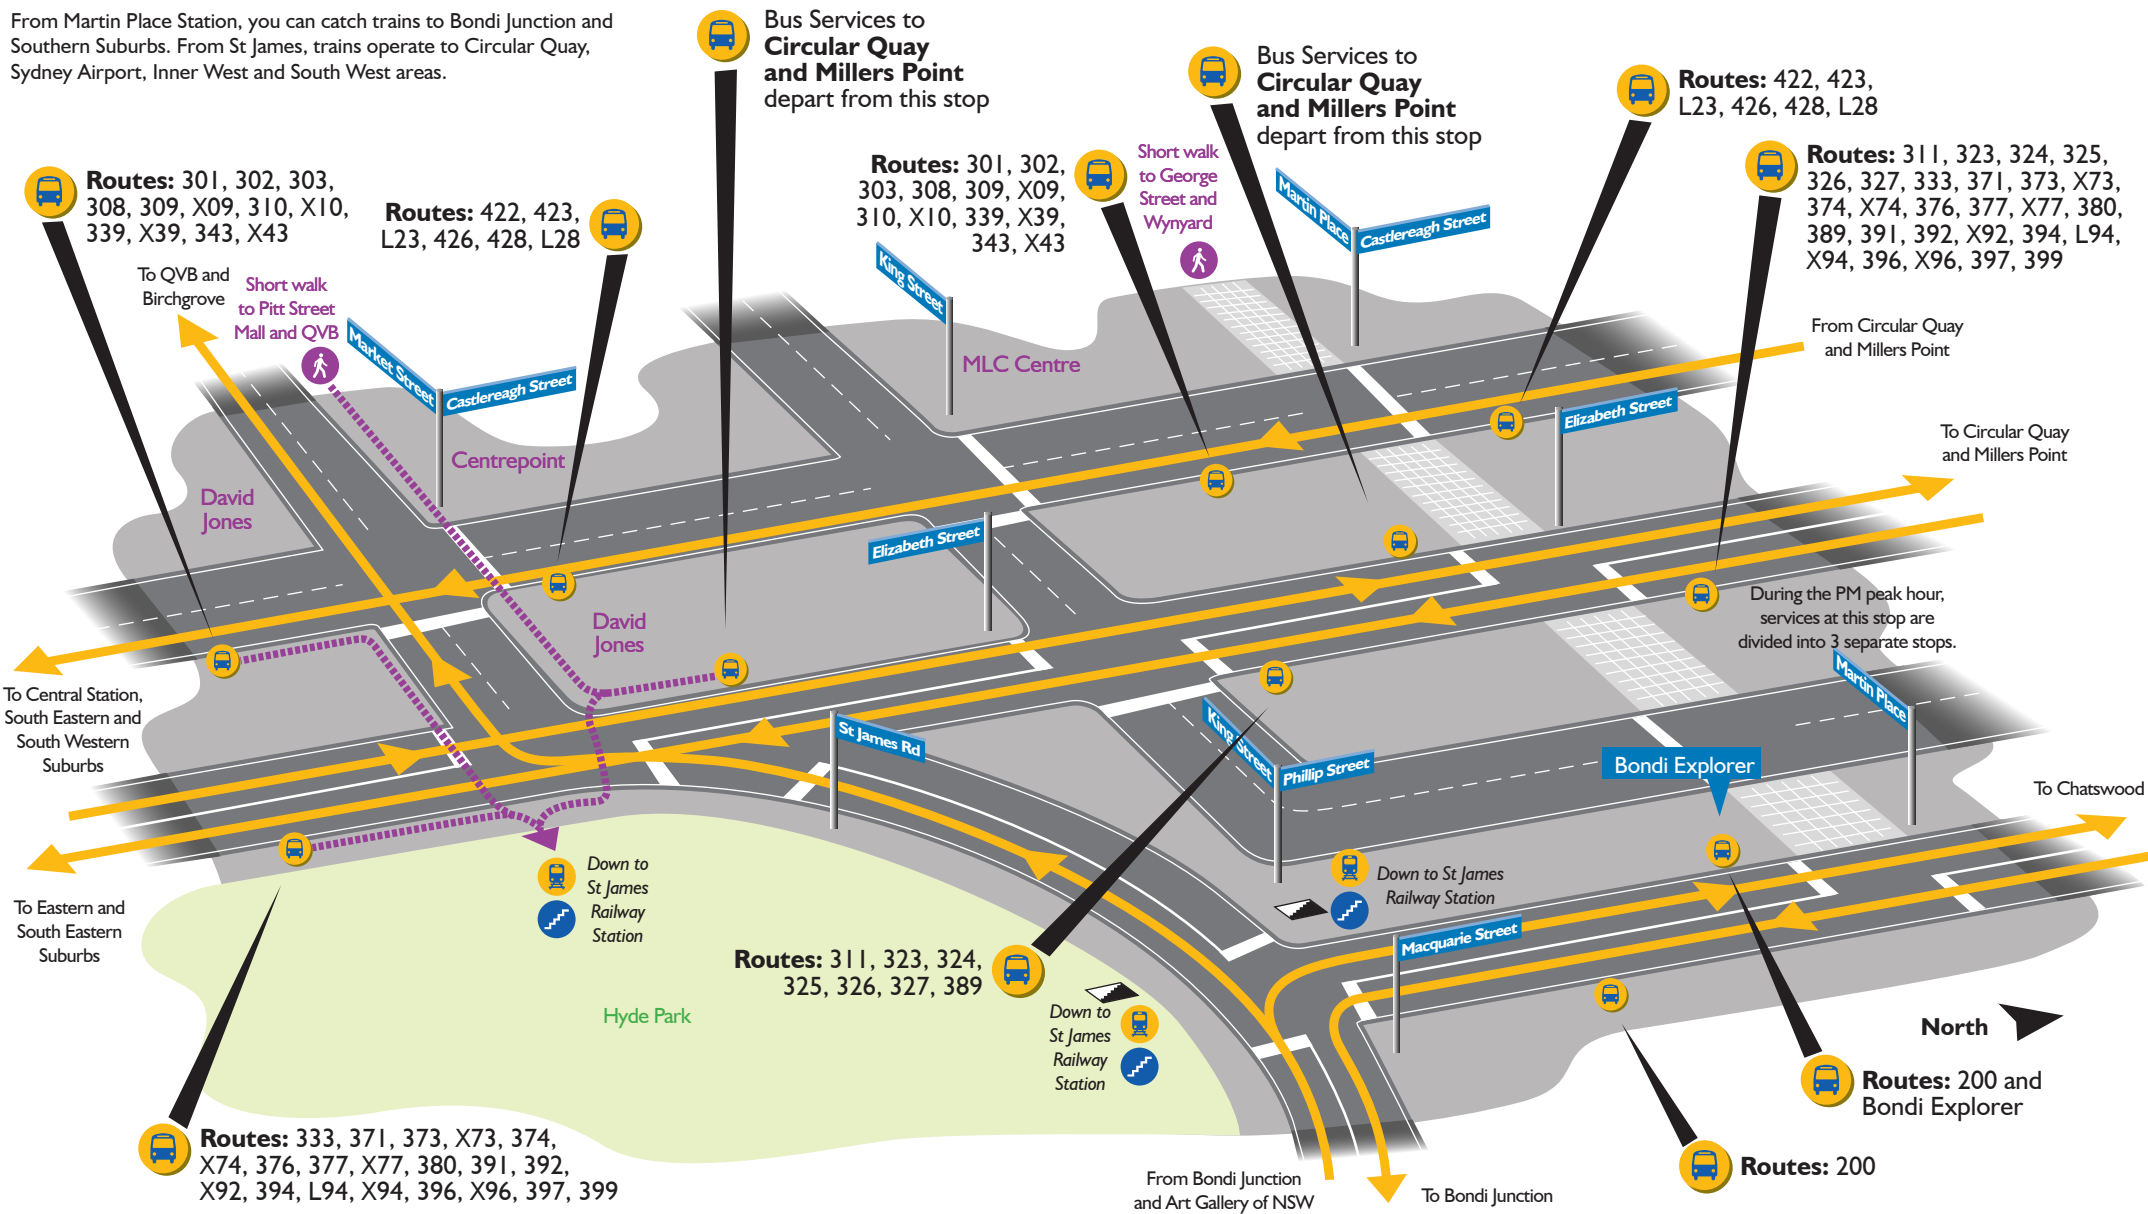 From Martin Place Station, you can catch trains to Bondi Junction and
Southern Suburbs. From St James, trains operate to Circular Quay,
Sydney Airport, Inner West and South West areas.
Bus Services to
Circular Quay
and Millers Point
depart from this stop
Bus Services to
Circular Quay
and Millers Point
depart from this stop
Routes: 422, 423,
L23, 426, 428, L28
Routes: 311, 323, 324, 325,
326, 327, 333, 371, 373, X73,
374, X74, 376, 377, X77, 380,
389, 391, 392, X92, 394, L94,
X94, 396, X96, 397, 399
Routes: 301, 302, 303,
308, 309, X09, 310, X10,
339, X39, 343, X43
Routes: 422, 423,
L23, 426, 428, L28
Routes: 301, 302,
303, 308, 309, X09,
310, X10, 339, X39,
343, X43
Short walk
to George
Street and
Wynyard
Martin Place
Castlereagh Street
To QVB and
Birchgrove
Short walk
to Pitt Street
Mall and QVB
King Street
MLC Centre
From Circular Quay
and Millers Point
Market Street
Castlereagh Street
Centrepoint
Elizabeth Street
To Circular Quay
and Millers Point
David
Jones
Elizabeth Street
David
Jones
During the PM peak hour,
services at this stop are
divided into 3 separate stops.
Martin Place
To Central Station,
South Eastern and
South Western
Suburbs
St James Rd
King Street
Phillip Street
Bondi Explorer
To Chatswood
Down to
St James
Railway
Station
Down to St James
Railway Station
To Eastern and
South Eastern
Suburbs
Macquarie Street
Routes: 311, 323, 324,
325, 326, 327, 389
Hyde Park
Down to
St James
Railway
Station
North
Routes: 200 and
Bondi Explorer
Routes: 333, 371, 373, X73, 374,
X74, 376, 377, X77, 380, 391, 392,
X92, 394, L94, X94, 396, X96, 397, 399
From Bondi Junction
and Art Gallery of NSW
To Bondi Junction
Routes: 200